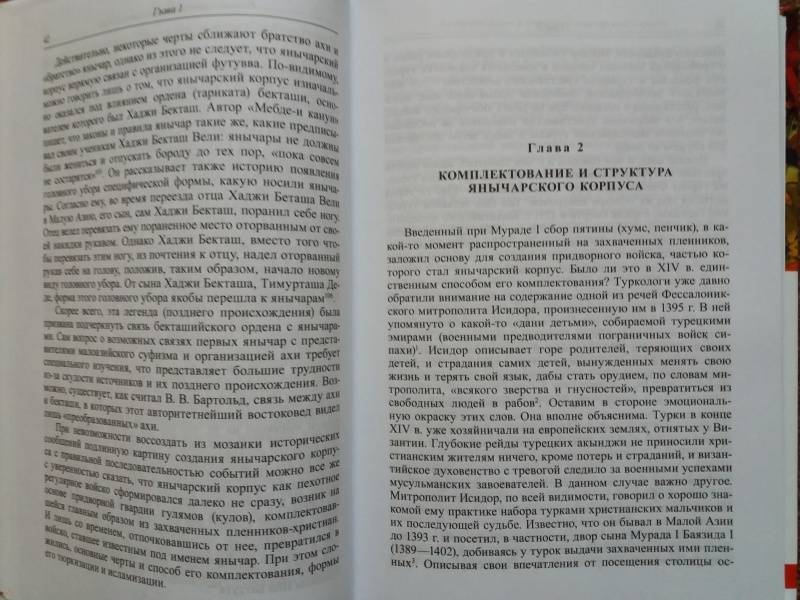 Глава 1
42
Действительно, некоторые черты сближают братство ахи и
«братство» янычар, однако из этого не следует, что янычарский
корпус впрямую связан с организацией футувва. По-видимому,
можно говорить лишь о том, что янычарский корпус изначаль-
но оказался под влиянием ордена (тариката) бекташи, осно-
вателем которого был Хаджи Бекташ. Автор «Мебде-и канун»
пишет, что законы и правила янычар такие же, какие предписы-
вал своим ученикам Хаджи Бекташ Вели: янычары не должны
были жениться и отпускать бороду до тех пор, «пока совсем
не состарятся»
Он рассказывает также историю появления
головного убора специфической формы, какую носили яныча-
ры. Согласно ему, во время переезда отца Хаджи Беташа Вели
в Малую Азию, его сын, сам Хаджи Бекташ, поранил себе ногу.
Отец велел перевязать ему пораненное место оторванным от сво-
ей накидки рукавом. Однако Хаджи Бекташ, вместо того что-
бы перевязать этим ногу, из почтения к отцу, надел оторванный
рукав себе на голову, положив, таким образом, начало новому
виду головного убора. От сына Хаджи Бекташа, Тимурташа Де-
де, форма этого головного убора якобы перешла к янычарам¹⁰⁶.
Скорее всего, эта легенда (позднего происхождения) была
призвана подчеркнуть связь бекташийского ордена с янычара-
ми. Сам вопрос о возможных связях первых янычар с предста-
вителями малоазийского суфизма и организацией ахи требует
специального изучения, что представляет большие трудности
из-за скудости источников и их позднего происхождения. Воз-
можно, существует, как считал В. В. Бартольд, связь между ахи
и бекташи, в которых этот авторитетнейший востоковед видел
лишь «преобразованных» ахи.
При невозможности воссоздать из мозаики исторических
сообщений подлинную картину создания янычарского корпу-
са с правильной последовательностью событий можно все же
с уверенностью сказать, что янычарский корпус как пехотное
регулярное войско сформировался далеко не сразу, возник на
основе придворной гвардии гулямов (кулов), комплектовав-
шейся главным образом из захваченных пленников-христиан.
И лишь со временем, отпочковавшись от нее, превратился в
войско, ставшее известным под именем янычар. При этом сло-
жились, основные черты и способ его комплектования, формы
его тюркизации и исламизации.
Глава 2
КОМПЛЕКТОВАНИЕ И СТРУКТУРА
ЯНЫЧАРСКОГО КОРПУСА
Введенный при Мураде I сбор пятины (хумс, пенчик), в ка-
кой-то момент распространенный на захваченных пленников,
заложил основу для создания придворного войска, частью ко-
торого стал янычарский корпус. Было ли это в XIV в. един-
ственным способом его комплектования? Туркологи уже давно
обратили внимание на содержание одной из речей Фессалоник-
ского митрополита Исидора, произнесенную им в 1395 г. В ней
упомянуто о какой-то «дани детьми», собираемой турецкими
эмирами (военными предводителями пограничных войск си-
пахи)¹. Исидор описывает горе родителей, теряющих своих
детей, и страдания самих детей, вынужденных менять свою
жизнь и терять свой язык, дабы стать орудием, по словам ми-
трополита, «всякого зверства и гнусностей», превратиться из
свободных людей в рабов². Оставим в стороне эмоциональ-
ную окраску этих слов. Она вполне объяснима. Турки в конце
XIV в. уже хозяйничали на европейских землях, отнятых у Ви-
зантии. Глубокие рейды турецких акынджи не приносили хри-
стианским жителям ничего, кроме потерь и страданий, и визан-
тийское духовенство с тревогой следило за военными успехами
мусульманских завоевателей. В данном случае важно другое.
Митрополит Исидор, по всей видимости, говорил о хорошо зна-
комой ему практике набора турками христианских мальчиков и
их последующей судьбе. Известно, что он бывал в Малой Азии
до 1393 г. и посетил, в частности, двор сына Мурада I Баязида I
(1389—1402), добиваясь у турок выдачи захваченных ими плен-
ных³. Описывая свои впечатления от посещения столицы ос-